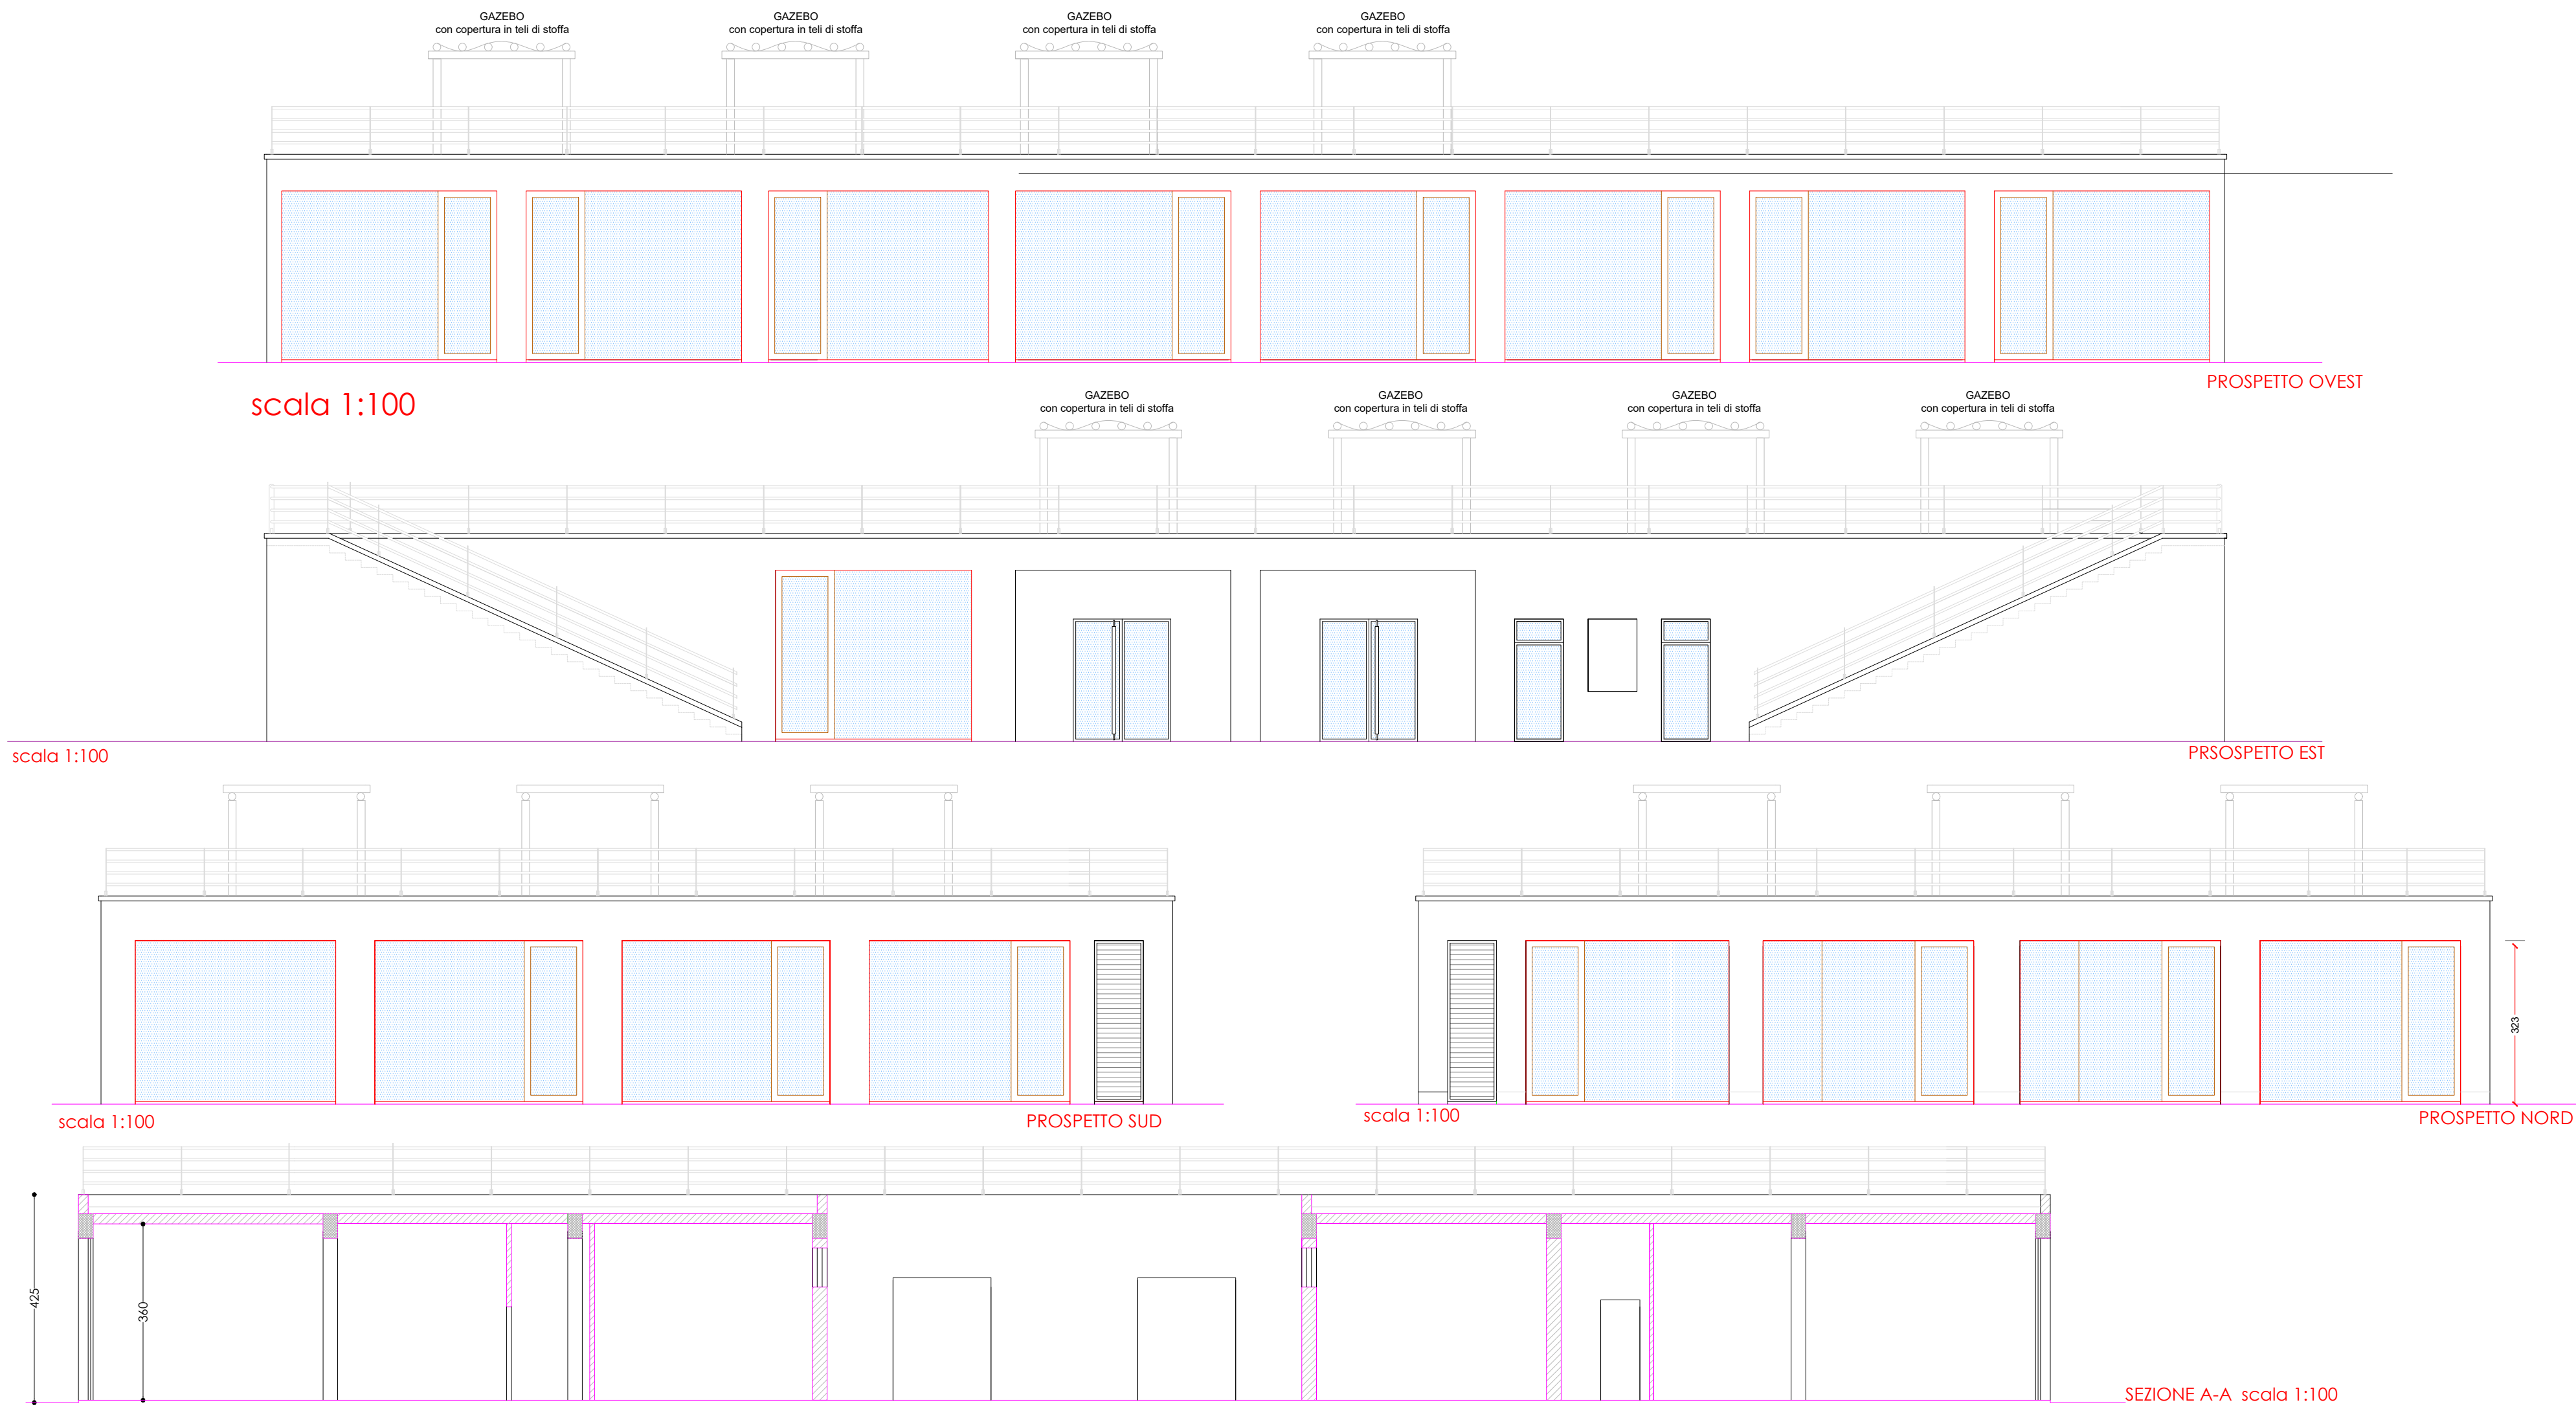 GAZEBO
con copertura in teli di stoffa
GAZEBO
con copertura in teli di stoffa
GAZEBO
con copertura in teli di stoffa
GAZEBO
con copertura in teli di stoffa
PROSPETTO OVEST
scala 1:100
GAZEBO
con copertura in teli di stoffa
GAZEBO
con copertura in teli di stoffa
GAZEBO
con copertura in teli di stoffa
GAZEBO
con copertura in teli di stoffa
scala 1:100
PRSOSPETTO EST
323
scala 1:100
PROSPETTO SUD
scala 1:100
PROSPETTO NORD
425
360
SEZIONE A-A scala 1:100